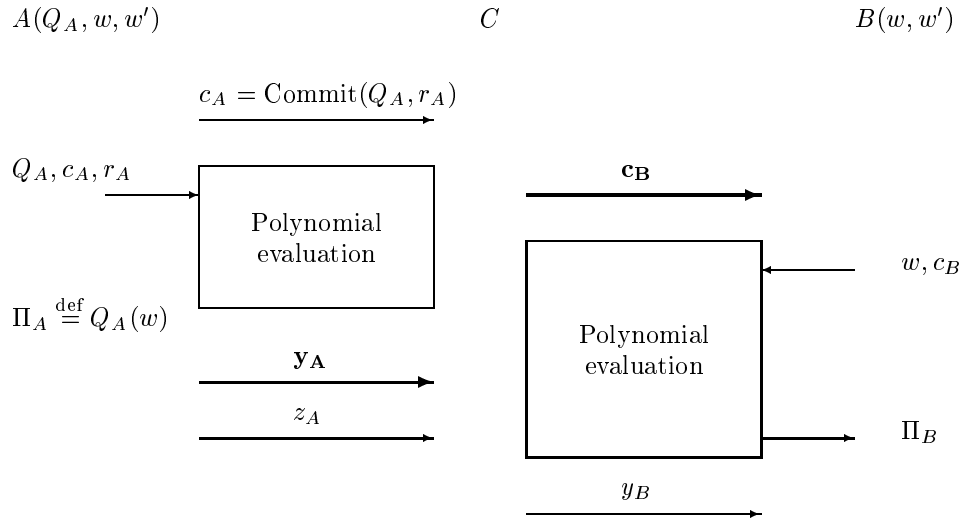 A(Q_A, w, w′) C B(w, w′)
c_A = Commit(Q_A, r_A)
Q_A, c_A, r_A
c_B
Polynomial
evaluation
w, c_B
Π_A ≝ Q_A(w)
Polynomial
evaluation
y_A
z_A
Π_B
y_B